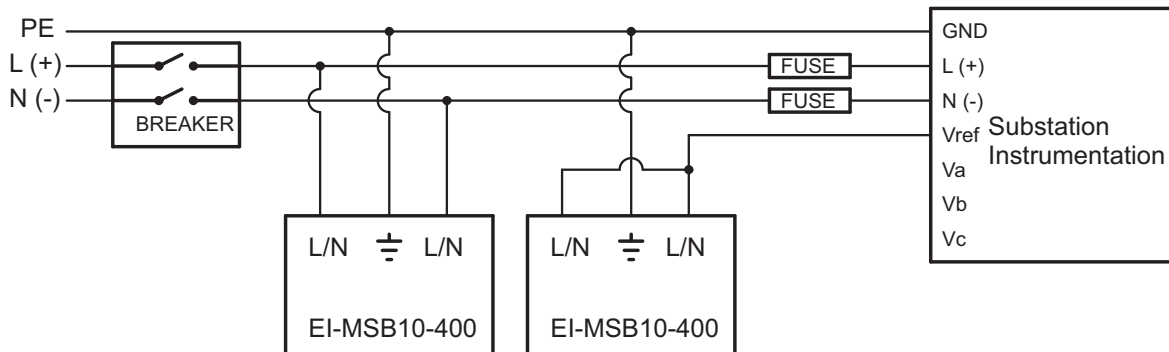 PE
L (+)
N (-)
BREAKER
FUSE
FUSE
GND
L (+)
N (-)
Vref
Va
Vb
Vc
Substation
Instrumentation
L/N
L/N
EI-MSB10-400
L/N
L/N
EI-MSB10-400